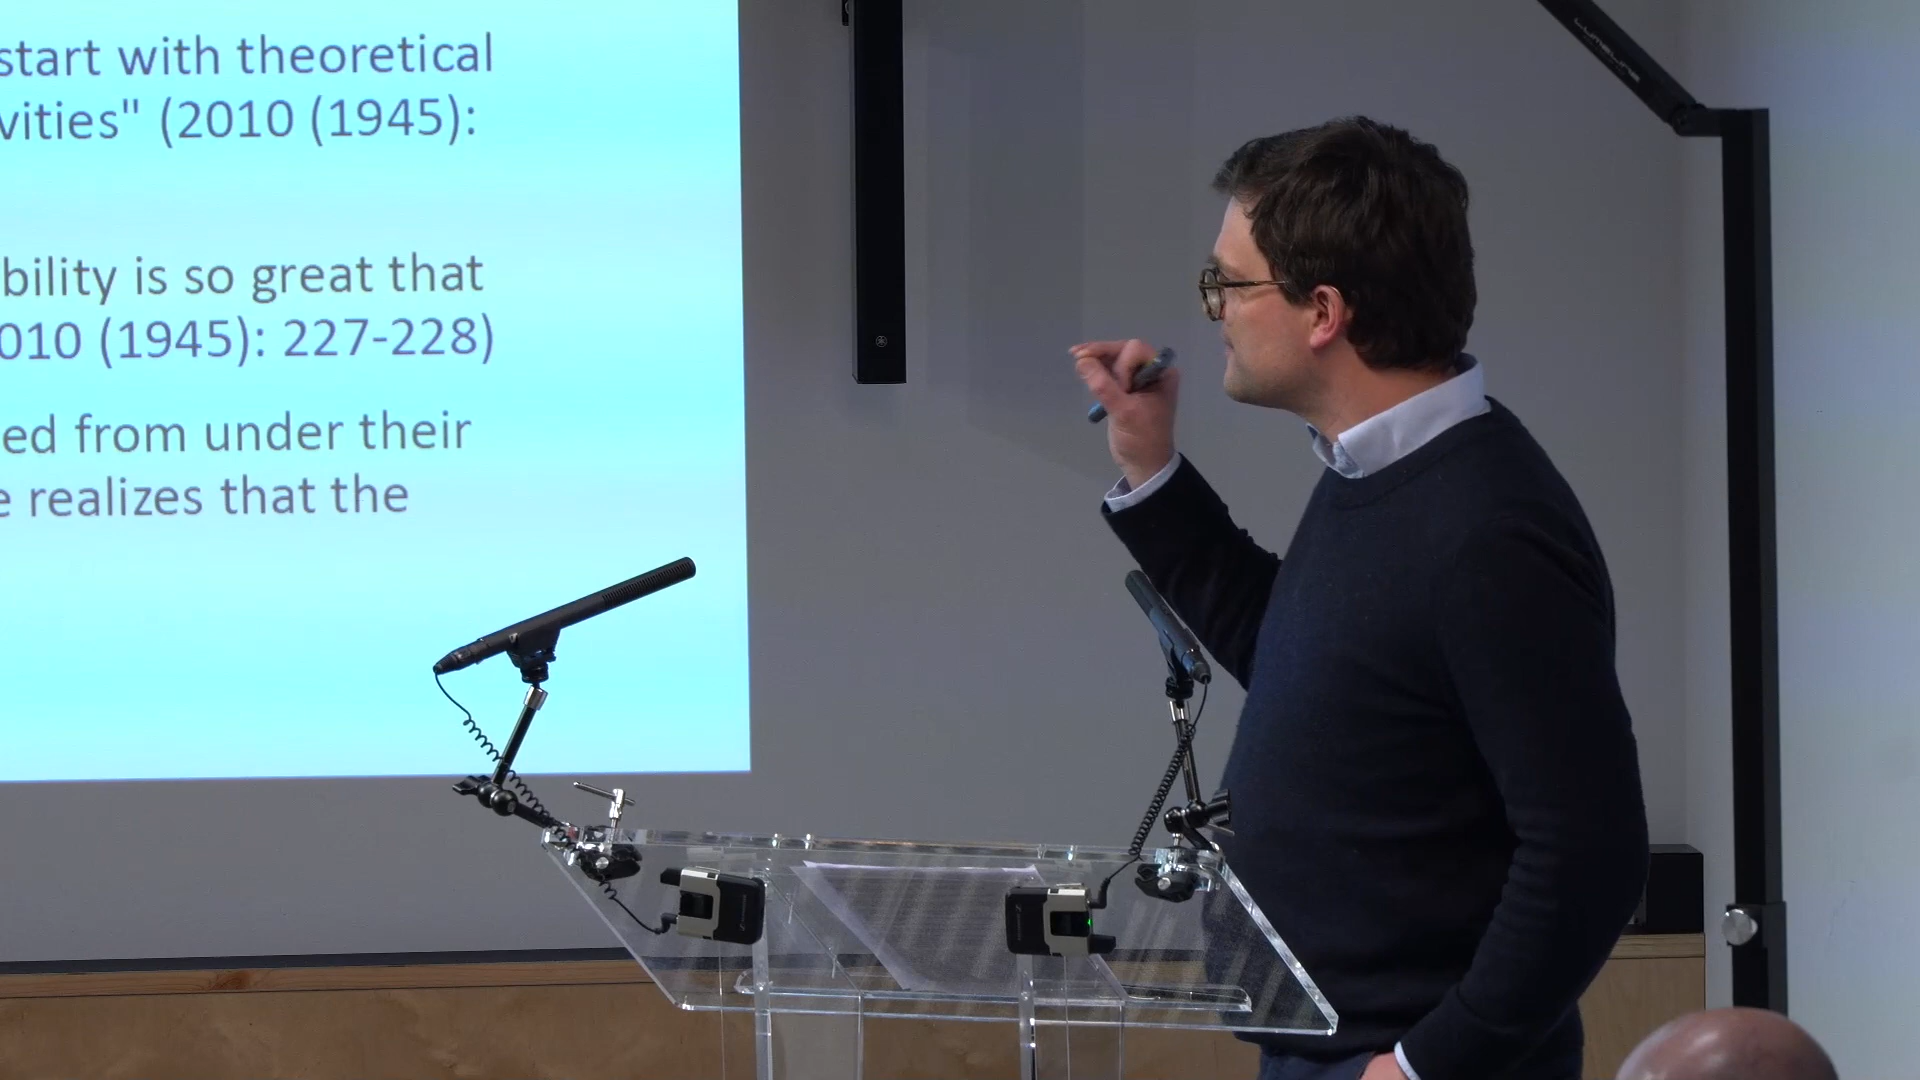 start with theoretical
vities" (2010 (1945):
bility is so great that
010 (1945): 227-228)
ed from under their
e realizes that the